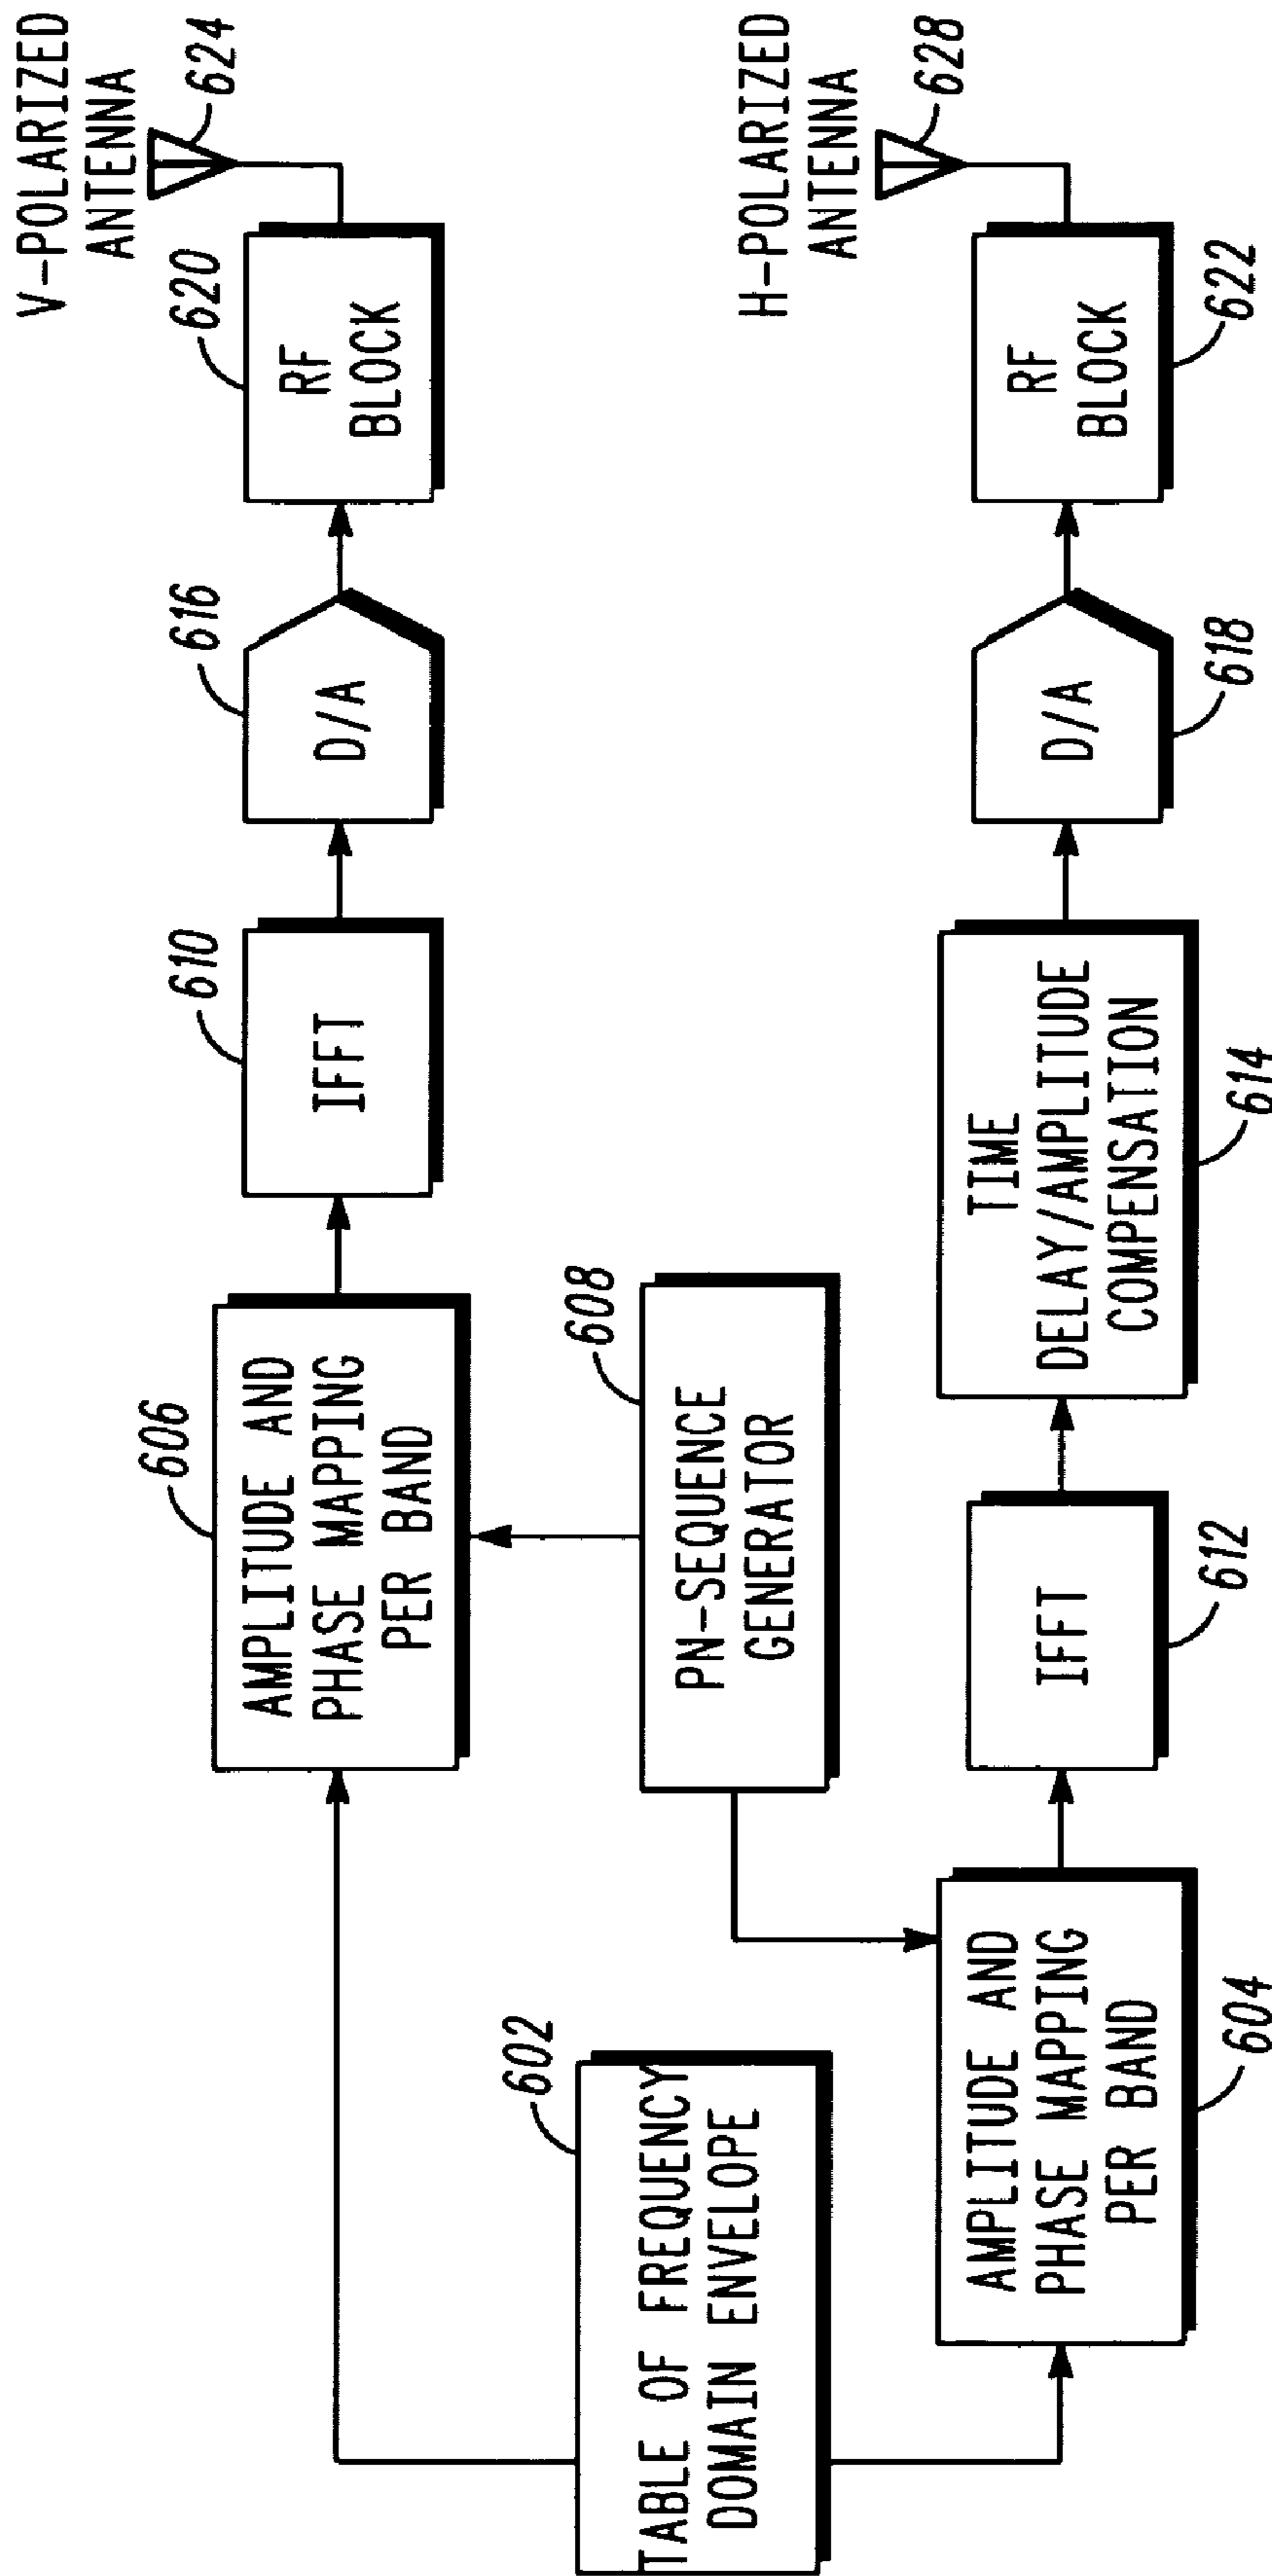 TABLE OF FREQUENCY
DOMAIN ENVELOPE
602
AMPLITUDE AND
PHASE MAPPING
PER BAND
606
PN-SEQUENCE
GENERATOR
608
AMPLITUDE AND
PHASE MAPPING
PER BAND
604
IFFT
610
IFFT
612
TIME
DELAY/AMPLITUDE
COMPENSATION
614
D/A
616
D/A
618
RF
BLOCK
620
RF
BLOCK
622
V-POLARIZED
ANTENNA
624
H-POLARIZED
ANTENNA
628